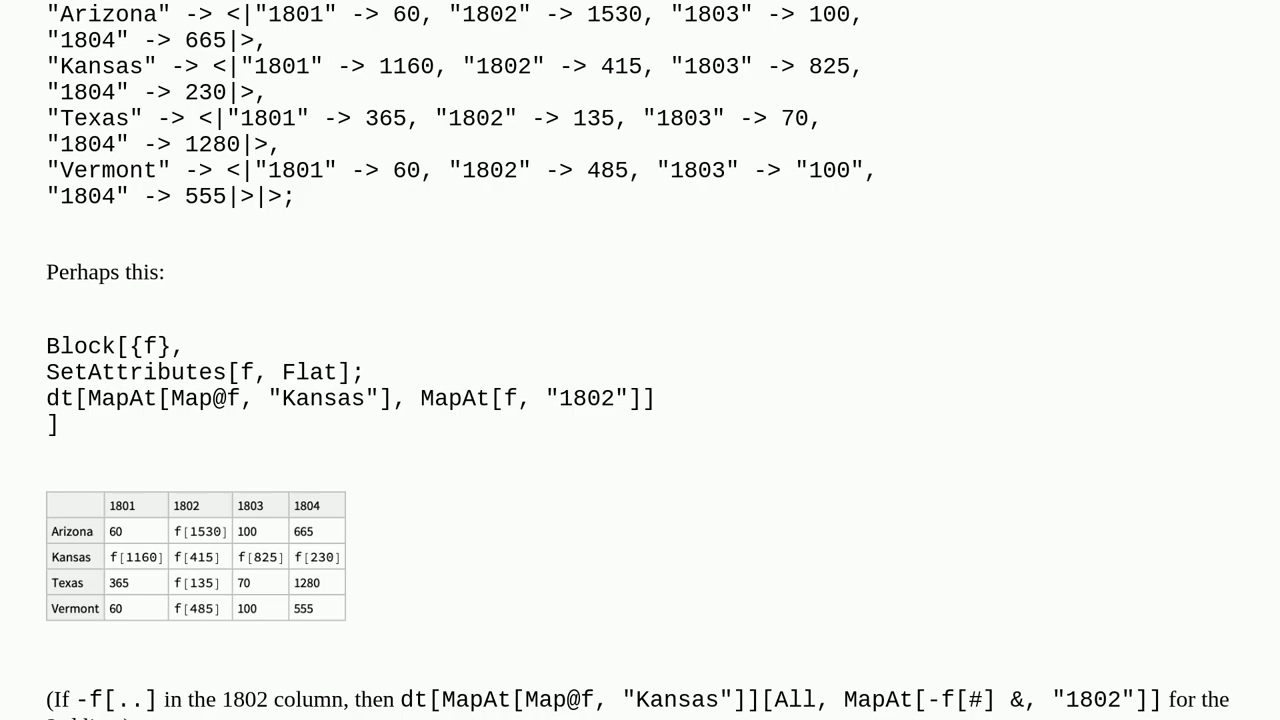 "Arizona" -> <|"1801" -> 60, "1802" -> 1530, "1803" -> 100,
"1804" -> 665|>,
"Kansas" -> <|"1801" -> 1160, "1802" -> 415, "1803" -> 825,
"1804" -> 230|>,
"Texas" -> <|"1801" -> 365, "1802" -> 135, "1803" -> 70,
"1804" -> 1280|>,
"Vermont" -> <|"1801" -> 60, "1802" -> 485, "1803" -> "100",
"1804" -> 555|>|>;
Perhaps this:
Block[{f},
SetAttributes[f, Flat];
dt[MapAt[Map@f, "Kansas"], MapAt[f, "1802"]]
]
1801 1802 1803 1804
Arizona 60 f[1530] 100 665
Kansas f[1160] f[415] f[825] f[230]
Texas 365 f[135] 70 1280
Vermont 60 f[485] 100 555
(If -f[..] in the 1802 column, then dt[MapAt[Map@f, "Kansas"]][All, MapAt[-f[#] &, "1802"]] for the